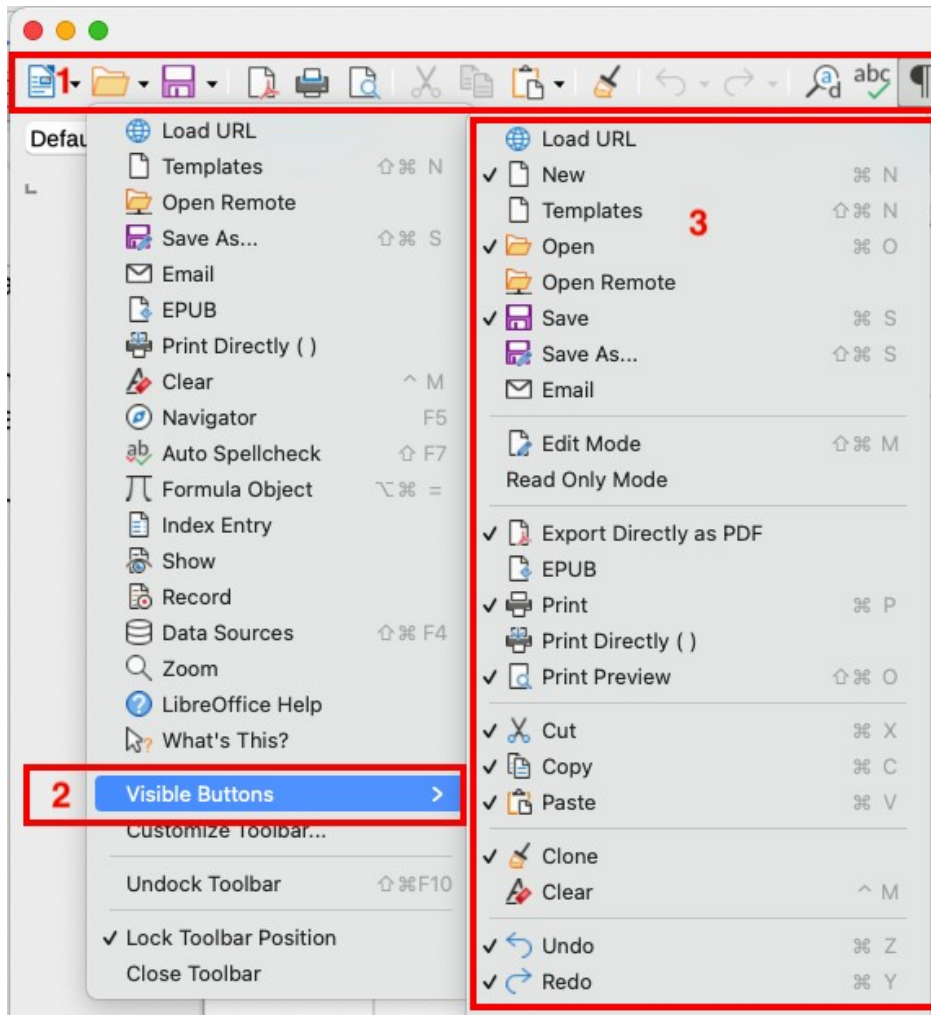 1
abc
Defau
Load URL
Templates ⇧⌘ N
Open Remote
Save As... ⇧⌘ S
Email
EPUB
Print Directly ( )
Clear ^ M
Navigator F5
Auto Spellcheck ⇧ F7
Formula Object ⌥⌘ =
Index Entry
Show
Record
Data Sources ⇧⌘ F4
Zoom
LibreOffice Help
What's This?
2 Visible Buttons >
Customize Toolbar...
Undock Toolbar ⇧⌘F10
✓ Lock Toolbar Position
Close Toolbar
3
Load URL
✓ New ⌘ N
Templates ⇧⌘ N
✓ Open ⌘ O
Open Remote
✓ Save ⌘ S
Save As... ⇧⌘ S
Email
Edit Mode ⇧⌘ M
Read Only Mode
✓ Export Directly as PDF
EPUB
✓ Print ⌘ P
Print Directly ( )
✓ Print Preview ⇧⌘ O
✓ Cut ⌘ X
✓ Copy ⌘ C
✓ Paste ⌘ V
✓ Clone
Clear ^ M
✓ Undo ⌘ Z
✓ Redo ⌘ Y